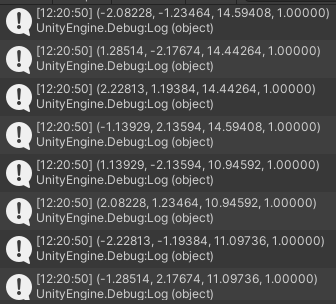 [12:20:50] (-2.08228, -1.23464, 14.59408, 1.00000)
UnityEngine.Debug:Log (object)
[12:20:50] (1.28514, -2.17674, 14.44264, 1.00000)
UnityEngine.Debug:Log (object)
[12:20:50] (2.22813, 1.19384, 14.44264, 1.00000)
UnityEngine.Debug:Log (object)
[12:20:50] (-1.13929, 2.13594, 14.59408, 1.00000)
UnityEngine.Debug:Log (object)
[12:20:50] (1.13929, -2.13594, 10.94592, 1.00000)
UnityEngine.Debug:Log (object)
[12:20:50] (2.08228, 1.23464, 10.94592, 1.00000)
UnityEngine.Debug:Log (object)
[12:20:50] (-2.22813, -1.19384, 11.09736, 1.00000)
UnityEngine.Debug:Log (object)
[12:20:50] (-1.28514, 2.17674, 11.09736, 1.00000)
UnityEngine.Debug:Log (object)